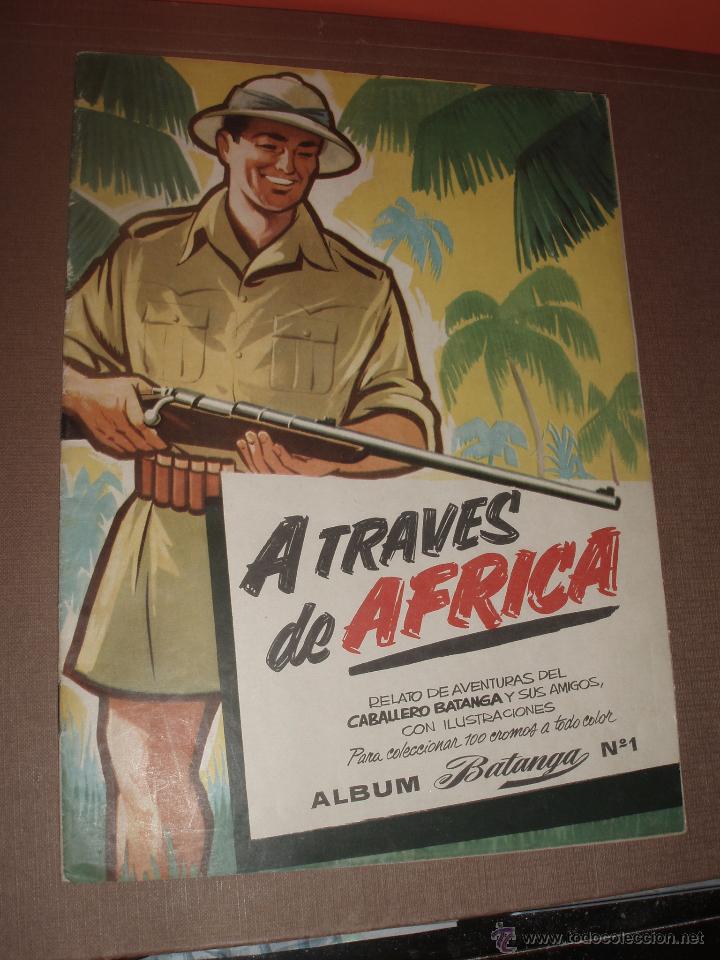 A TRAVES
de AFRICA
RELATO DE AVENTURAS DEL
CABALLERO BATANGA Y SUS AMIGOS,
CON ILUSTRACIONES
Para coleccionar 100 cromos a todo color
ALBUM Batanga Nº1
www.todocoleccion.net